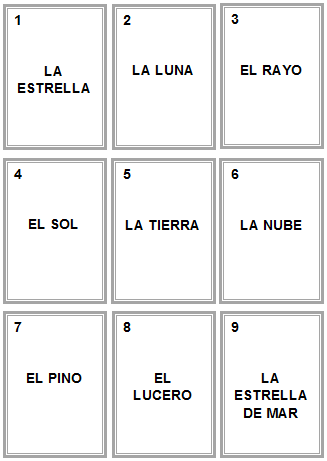 1
LA
ESTRELLA
2
LA LUNA
3
EL RAYO
4
EL SOL
5
LA TIERRA
6
LA NUBE
7
EL PINO
8
EL
LUCERO
9
LA
ESTRELLA
DE MAR